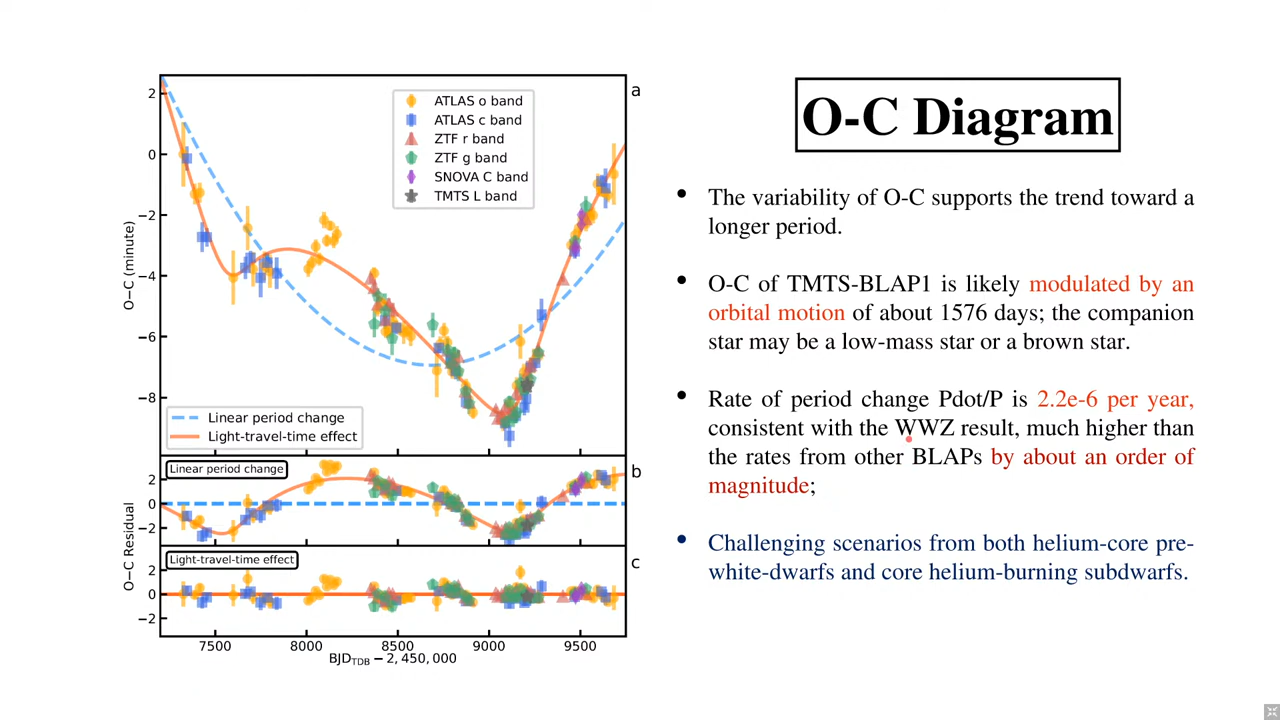 O-C Diagram
2
0
−2
−4
−6
−8
O−C (minute)
a
ATLAS o band
ATLAS c band
ZTF r band
ZTF g band
SNOVA C band
TMTS L band
Linear period change
Light-travel-time effect
b
Linear period change
2
0
−2
O−C Residual
c
Light-travel-time effect
2
0
−2
7500 8000 8500 9000 9500
BJD_TDB − 2,450,000
• The variability of O-C supports the trend toward a
longer period.
• O-C of TMTS-BLAP1 is likely modulated by an
orbital motion of about 1576 days; the companion
star may be a low-mass star or a brown star.
• Rate of period change Pdot/P is 2.2e-6 per year,
consistent with the WWZ result, much higher than
the rates from other BLAPs by about an order of
magnitude;
• Challenging scenarios from both helium-core pre-
white-dwarfs and core helium-burning subdwarfs.